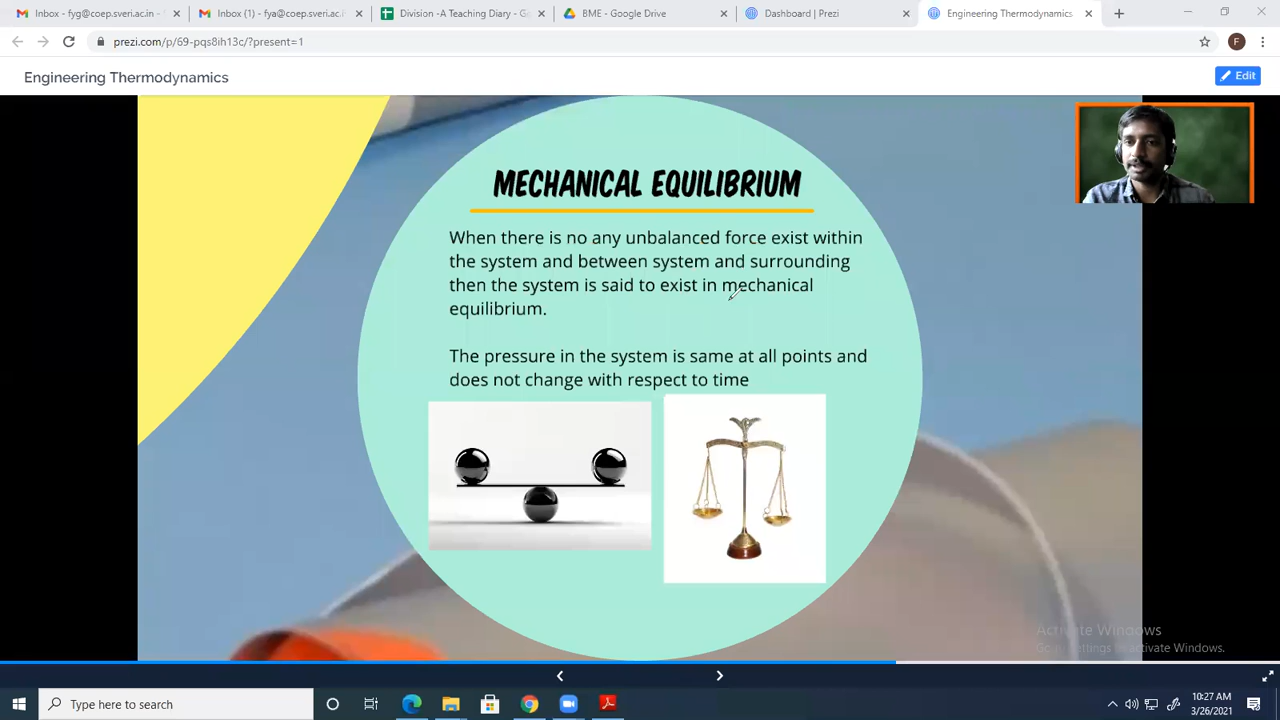 Inbox - fyg@coep.sveri.ac.in -
Inbox (1) - fya@coep.sveri.ac.i
Division -A Teaching Diary - G
BME - Google Drive
Dashboard | Prezi
Engineering Thermodynamics
prezi.com/p/69-pqs8ih13c/?present=1
F
Engineering Thermodynamics
Edit
MECHANICAL EQUILIBRIUM
When there is no any unbalanced force exist within
the system and between system and surrounding
then the system is said to exist in mechanical
equilibrium.
The pressure in the system is same at all points and
does not change with respect to time
Activate Windows
Go to Settings to activate Windows.
Type here to search
10:27 AM
3/26/2021